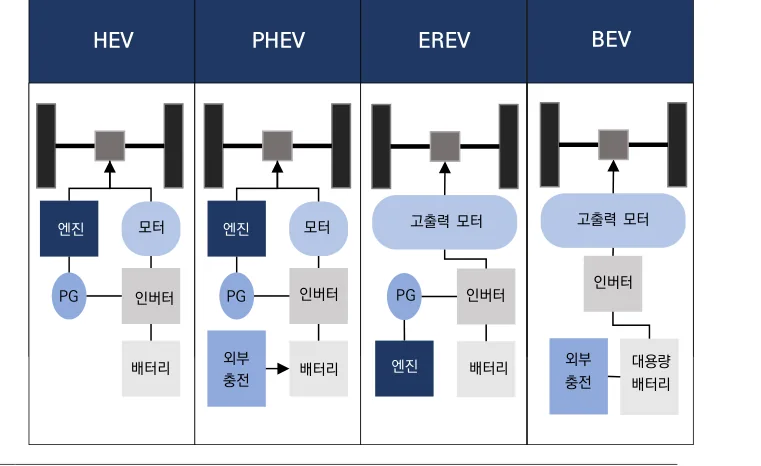 HEV
PHEV
EREV
BEV
엔진
모터
PG
인버터
배터리
엔진
모터
PG
인버터
외부
충전
배터리
고출력 모터
PG
인버터
엔진
배터리
고출력 모터
인버터
외부
충전
대용량
배터리